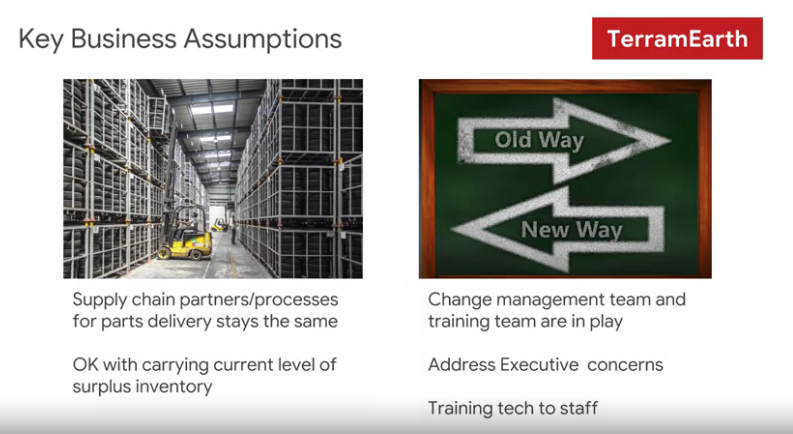 Key Business Assumptions
TerramEarth
Old Way
New Way
Supply chain partners/processes
for parts delivery stays the same
OK with carrying current level of
surplus inventory
Change management team and
training team are in play
Address Executive concerns
Training tech to staff